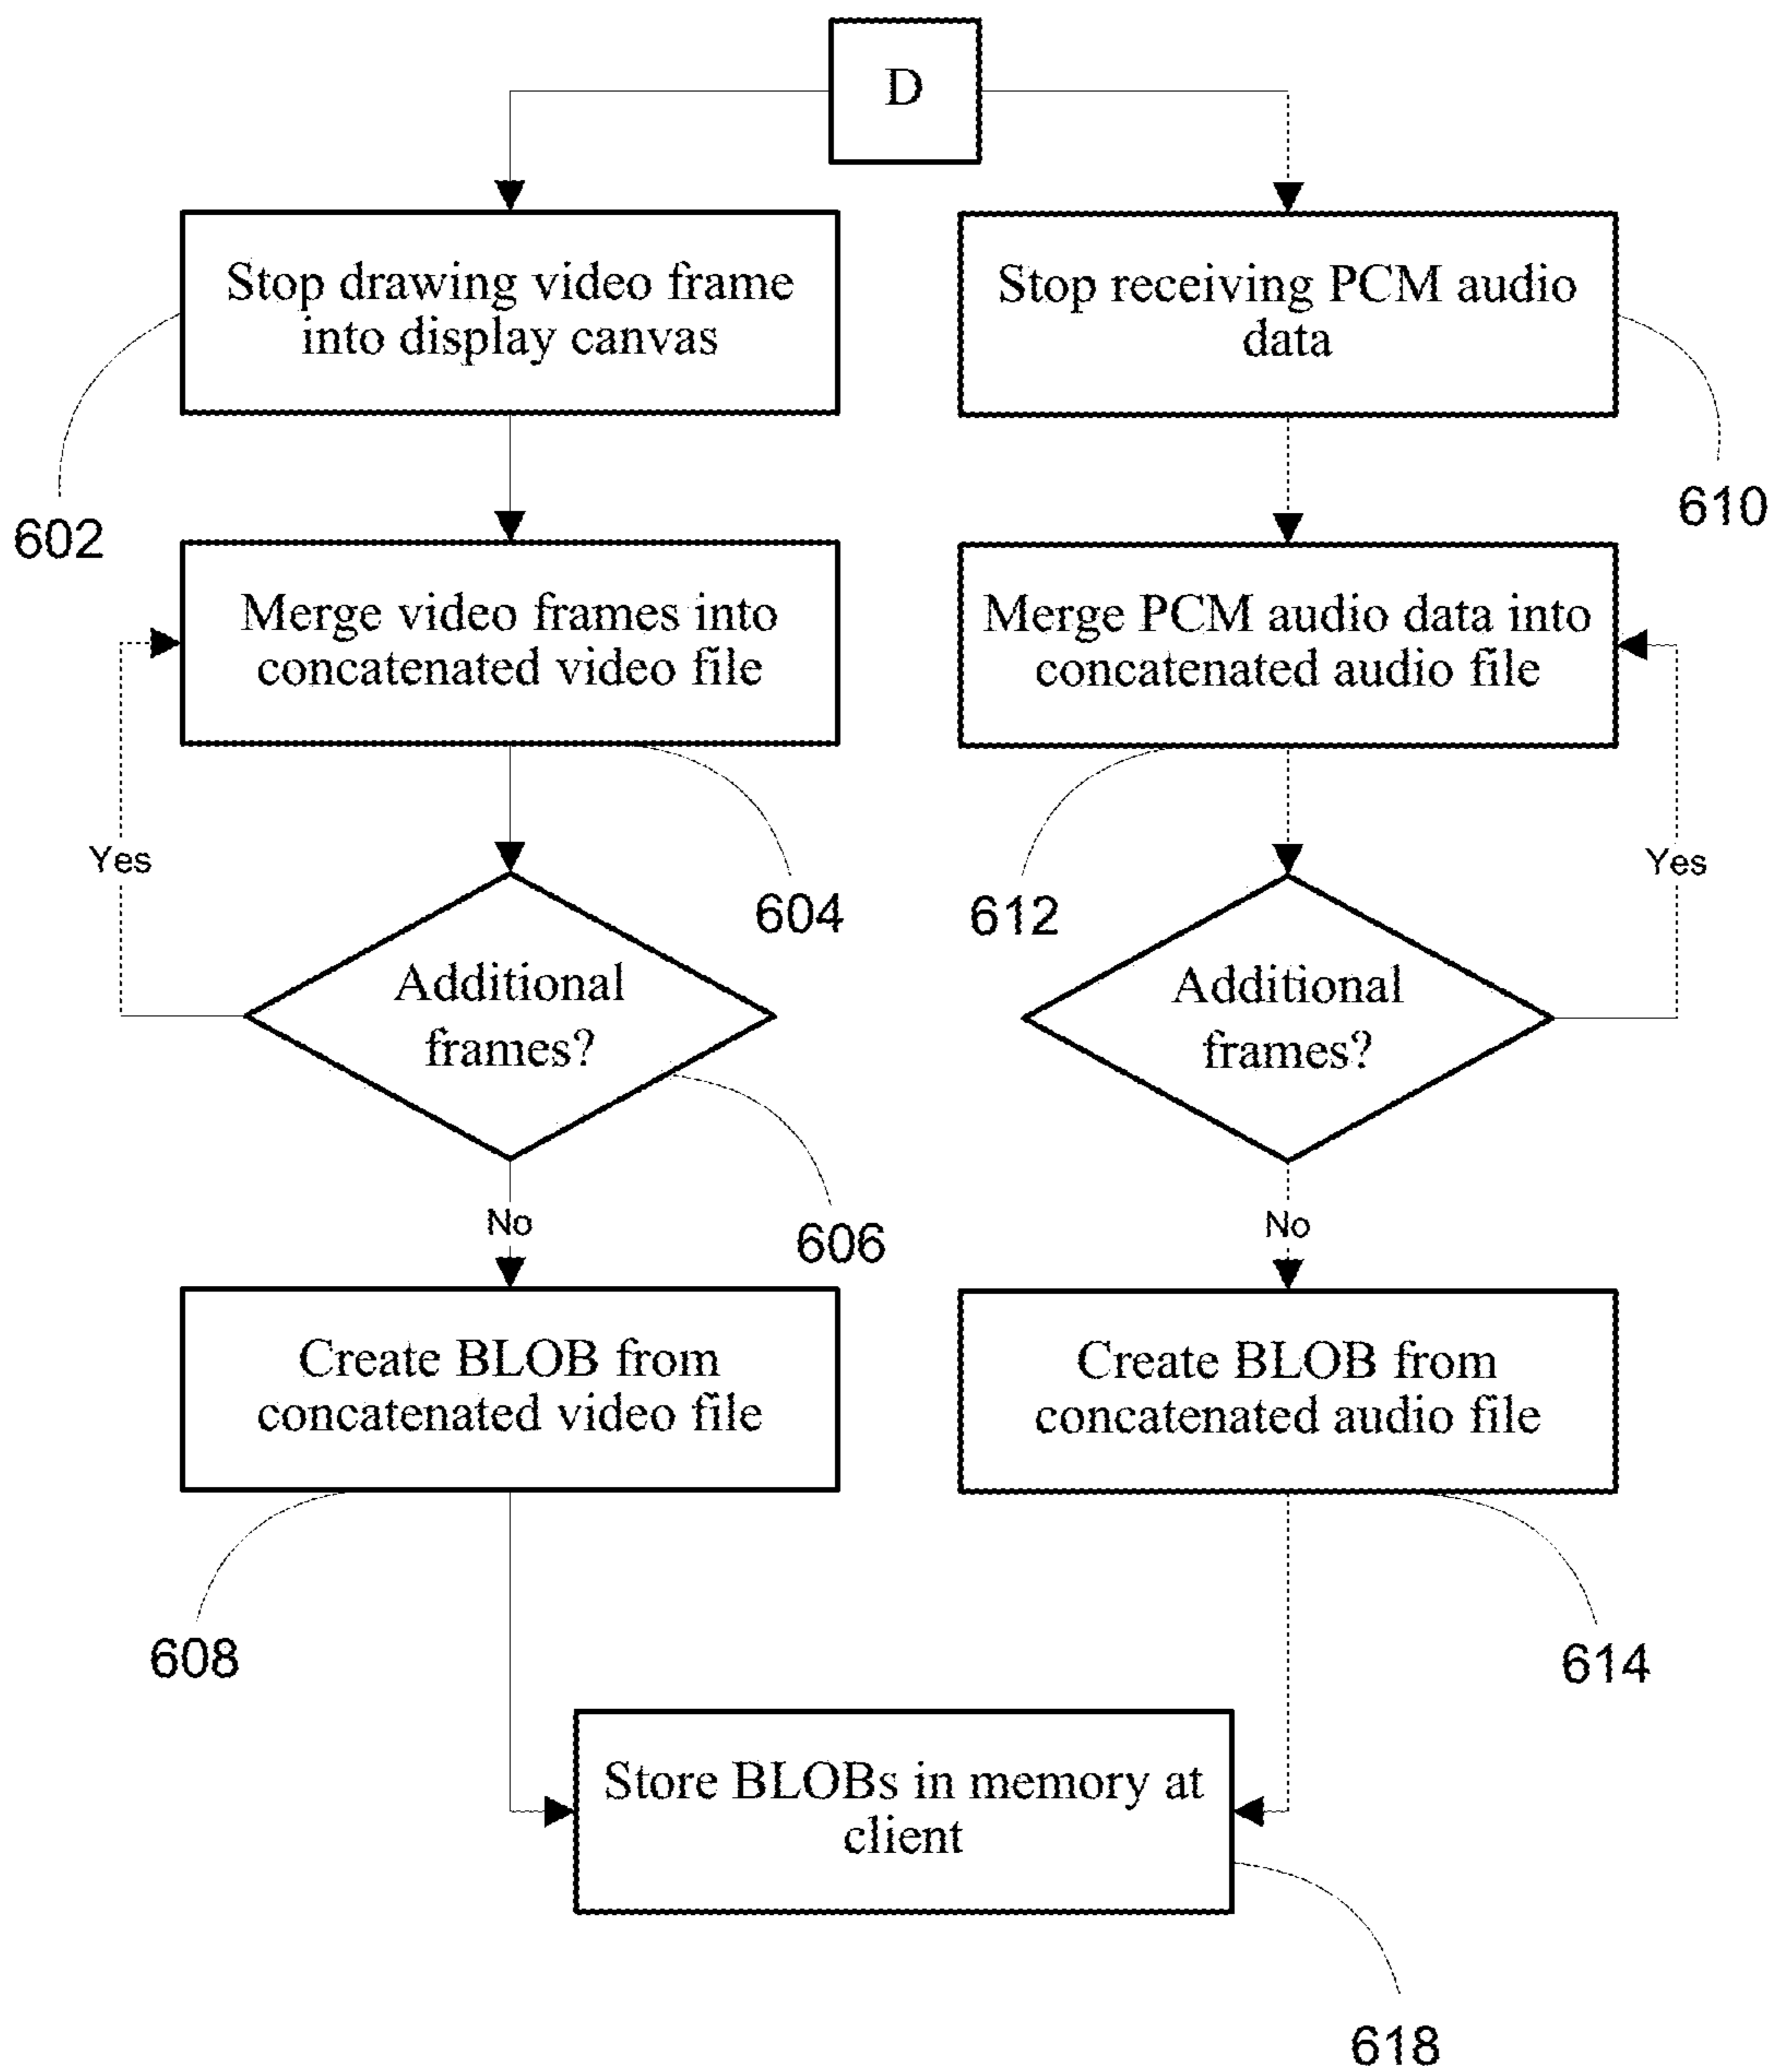 D
Stop drawing video frame
into display canvas
Stop receiving PCM audio
data
602
610
Merge video frames into
concatenated video file
Merge PCM audio data into
concatenated audio file
Yes
Yes
604
612
Additional
frames?
Additional
frames?
606
No
No
Create BLOB from
concatenated video file
Create BLOB from
concatenated audio file
608
614
Store BLOBs in memory at
client
618